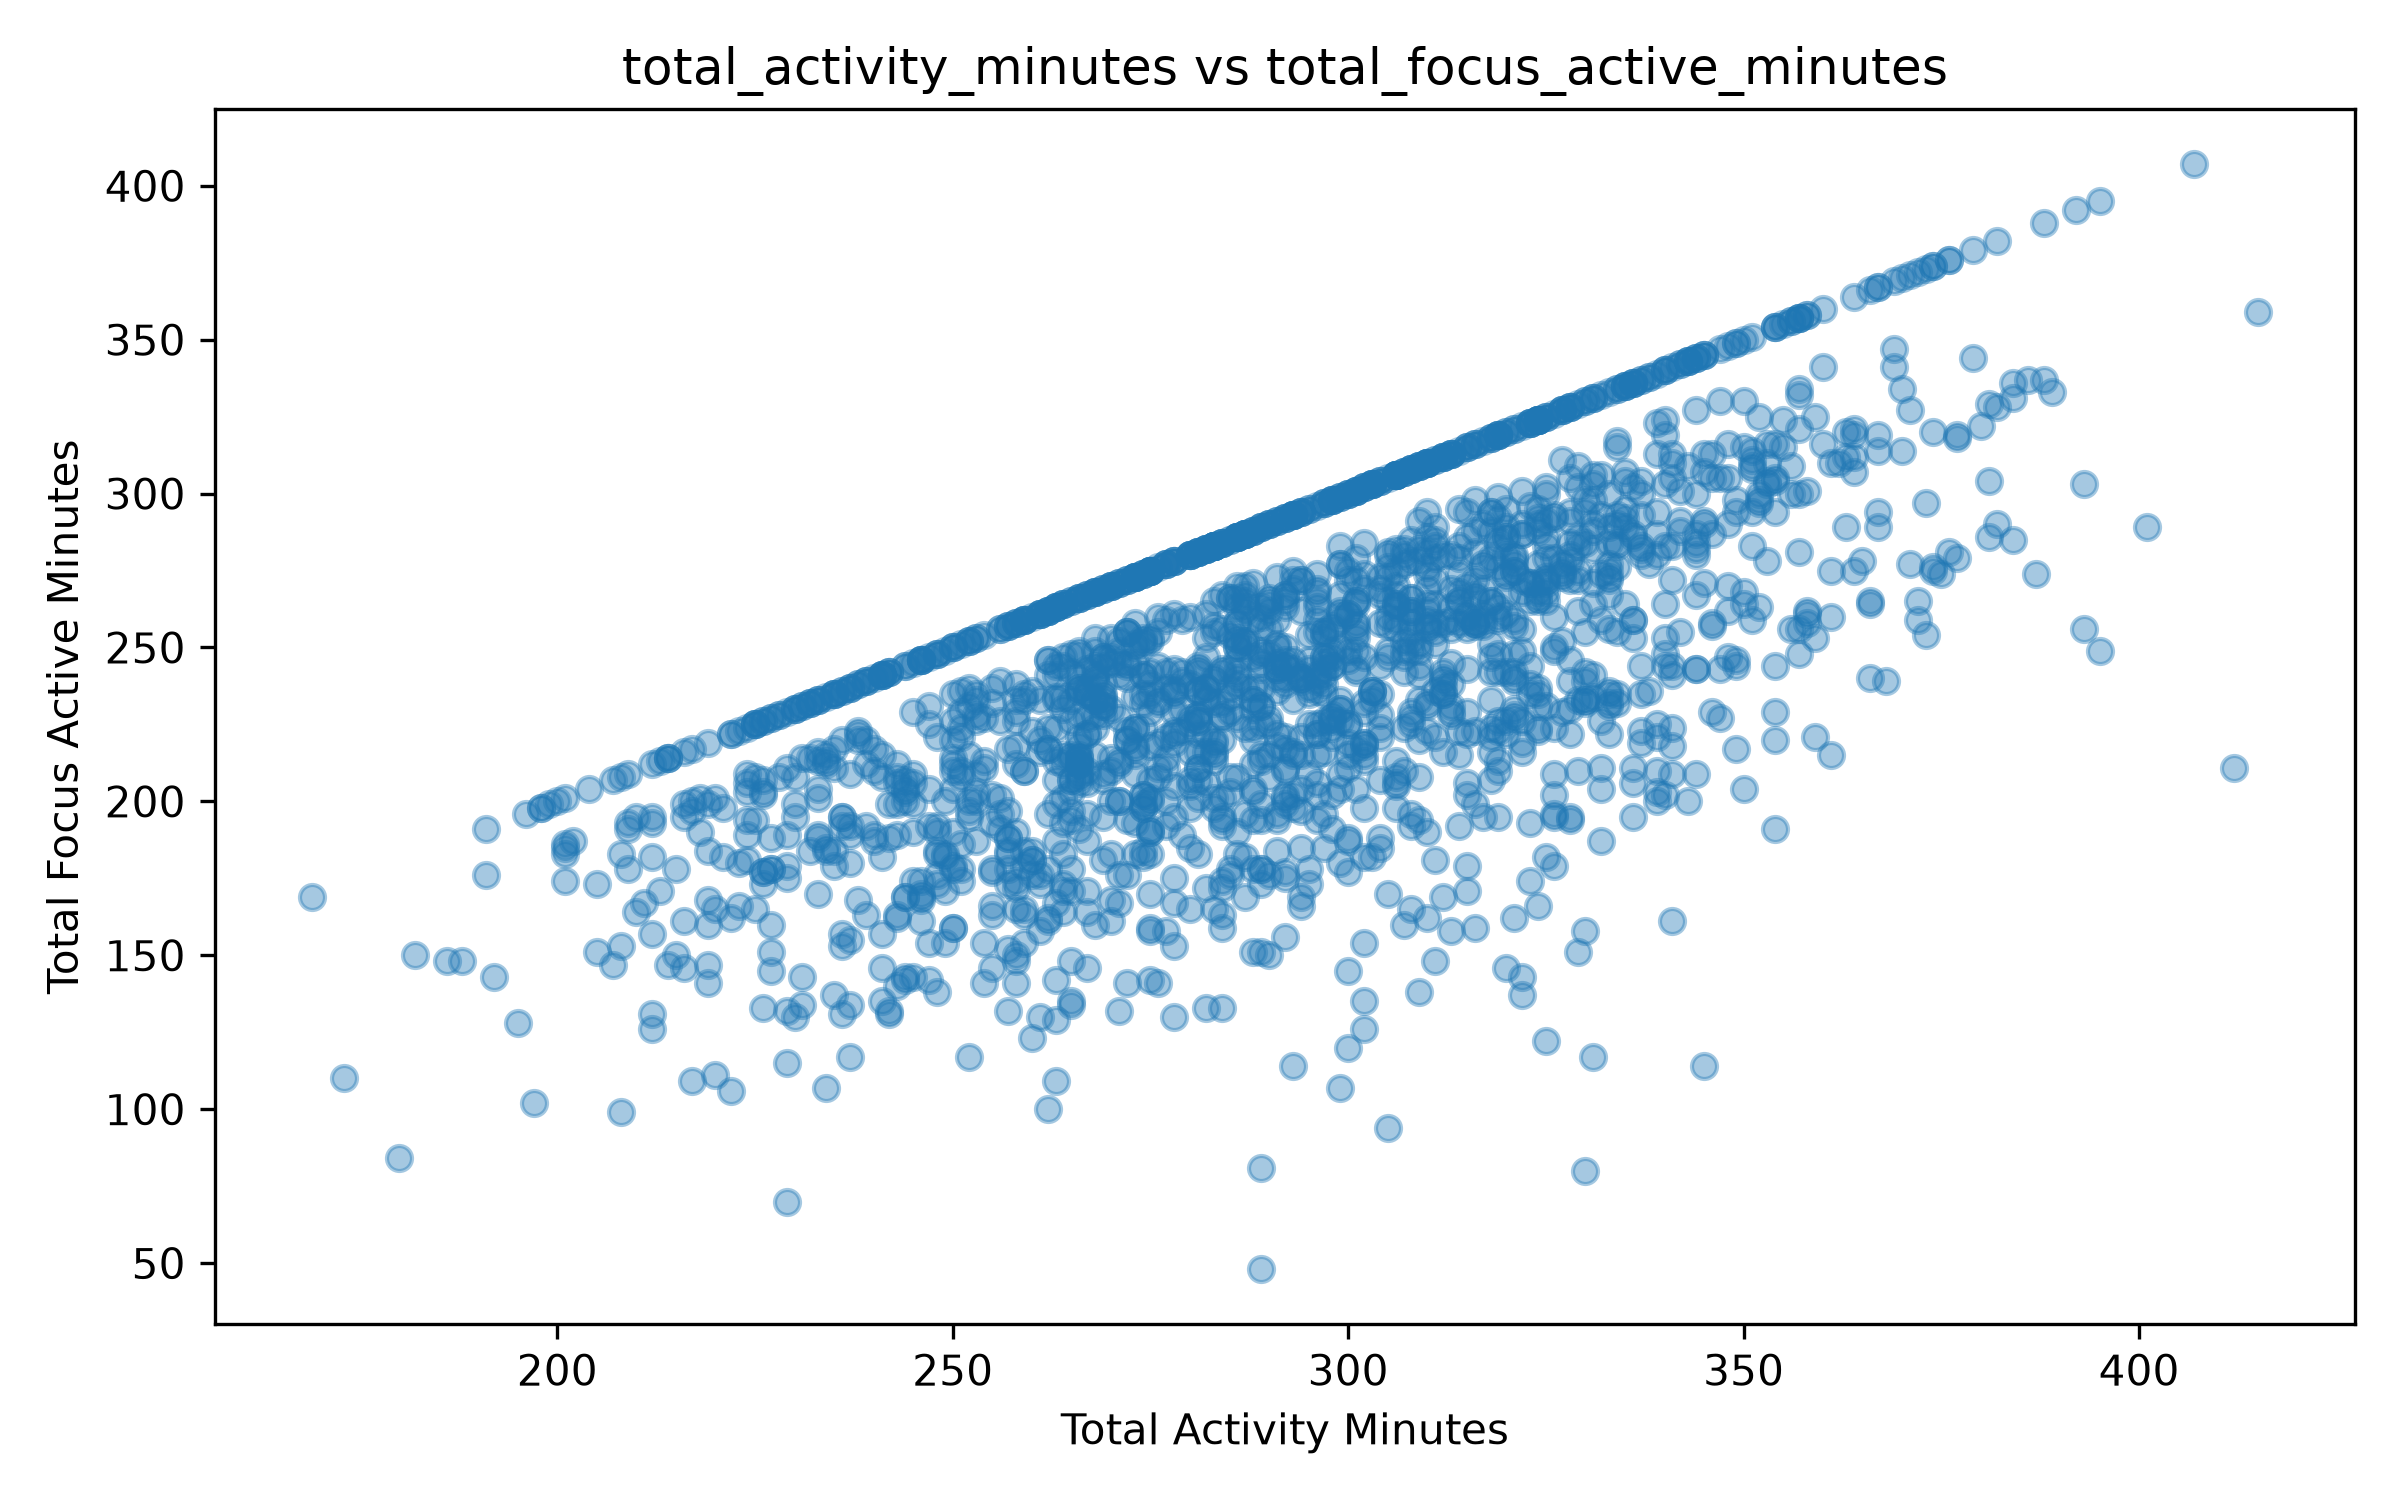 total_activity_minutes vs total_focus_active_minutes
Total Focus Active Minutes
400
350
300
250
200
150
100
50
200 250 300 350 400
Total Activity Minutes